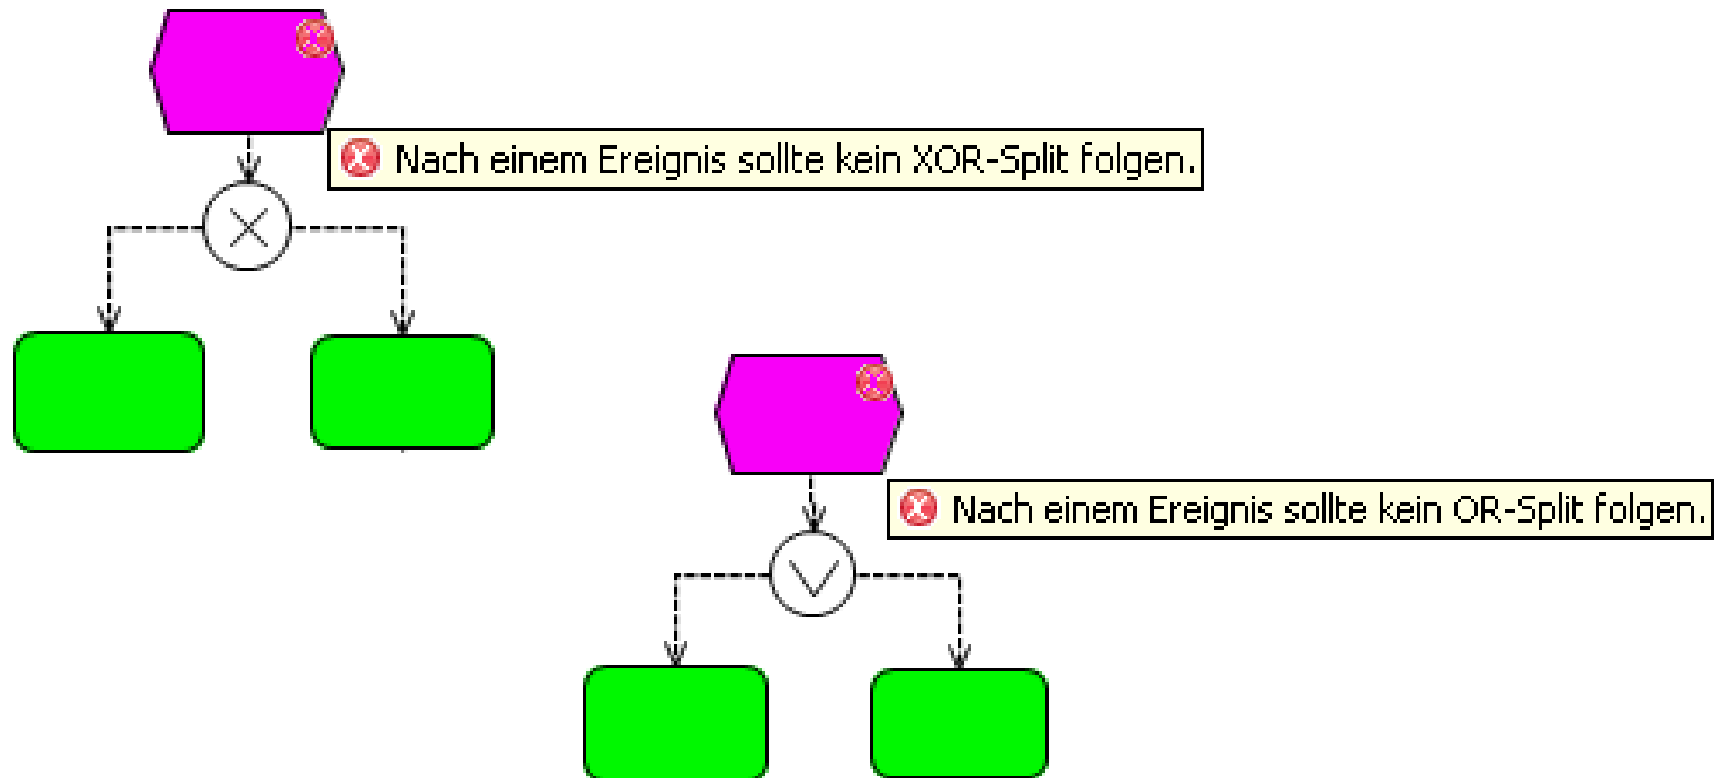 Nach einem Ereignis sollte kein XOR-Split folgen.
Nach einem Ereignis sollte kein OR-Split folgen.